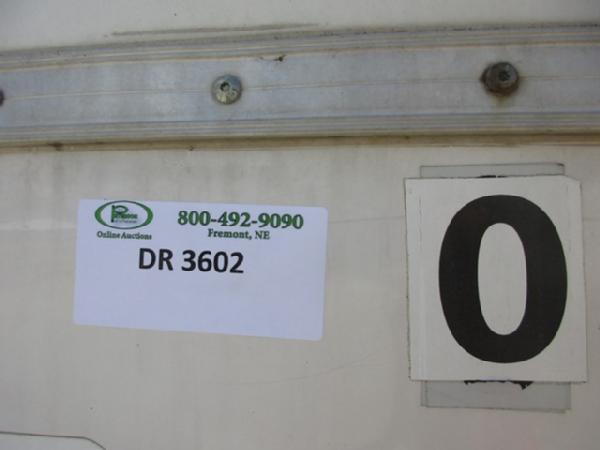 800-492-9090
Fremont, NE
Online Auctions
DR 3602
0